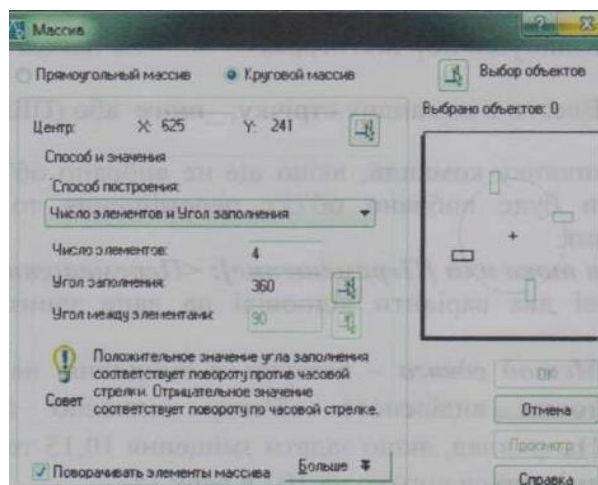 Массив
Прямоугольный массив Круговой массив Выбор объектов
Выбрано объектов: 0
Центр: X: 625 Y: 241
Способ и значения
Способ построения:
Число элементов и Угол заполнения
Число элементов: 4
Угол заполнения: 360
Угол между элементами: 90
Положительное значение угла заполнения
соответствует повороту против часовой
стрелки. Отрицательное значение
Совет соответствует повороту по часовой стрелке.
ОК
Отмена
Просмотр
Поворачивать элементы массива Больше
Справка